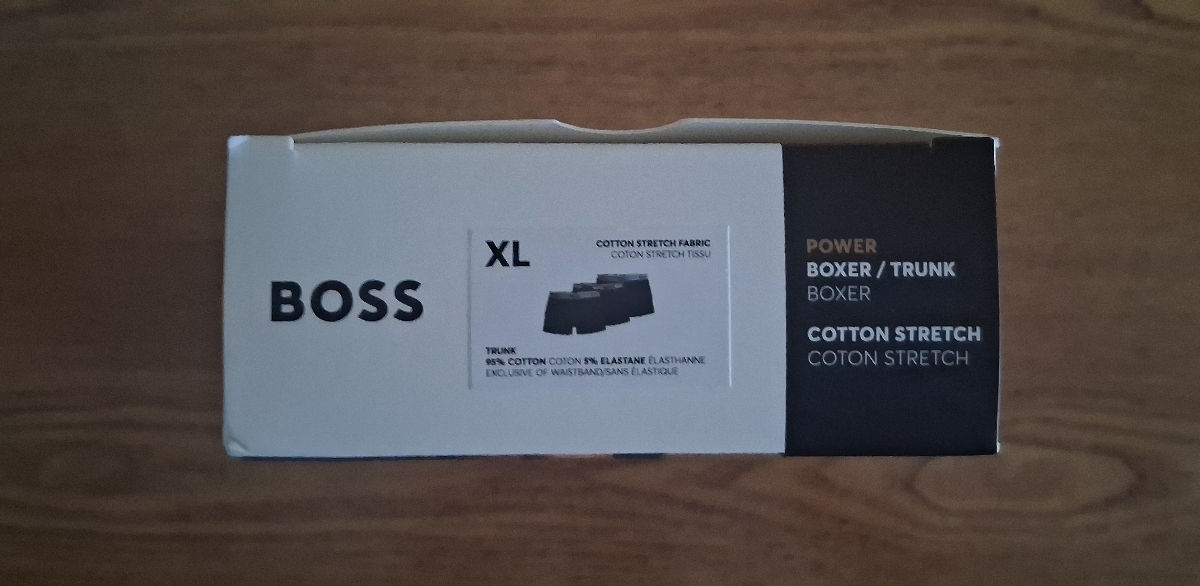 BOSS
XL
COTTON STRETCH FABRIC
COTON STRETCH TISSU
TRUNK
95% COTTON COTON 5% ELASTANE ÉLASTHANNE
EXCLUSIVE OF WAISTBAND/SANS ÉLASTIQUE
POWER
BOXER / TRUNK
BOXER
COTTON STRETCH
COTON STRETCH